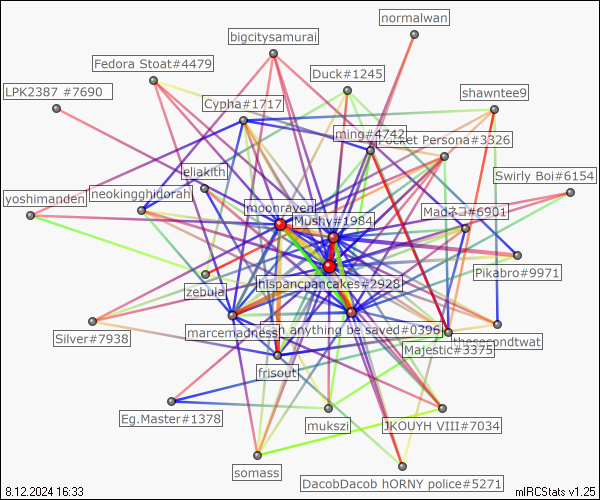 normalwan
bigcitysamurai
Fedora Stoat#4479
Duck#1245
LPK2387 #7690
shawntee9
Cypha#1717
ming#4742
Pocket Persona#3326
eliakith
Swirly Boi#6154
neokingghidorah
yoshimanden
moonraven
Mushy#1984
Madネコ#6901
Pikabro#9971
hispancpancakes#2928
zebulal
marcemadness
h anything be saved#0396
Silver#7938
thesecondtwat
Majestic#3375
frisout
Eg.Master#1378
mukszi
JKOUYH VIII#7034
somass
DacobDacob hORNY police#5271
8.12.2024 16:33
mIRCStats v1.25